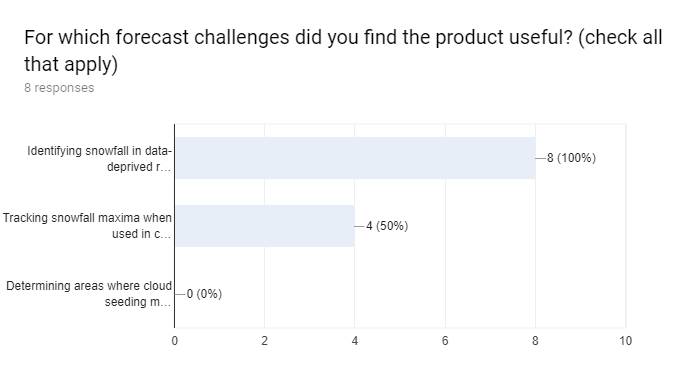 For which forecast challenges did you find the product useful? (check all
that apply)
8 responses
Identifying snowfall in data-
deprived r...
8 (100%)
Tracking snowfall maxima when
used in c...
4 (50%)
Determining areas where cloud
seeding m...
0 (0%)
0 2 4 6 8 10